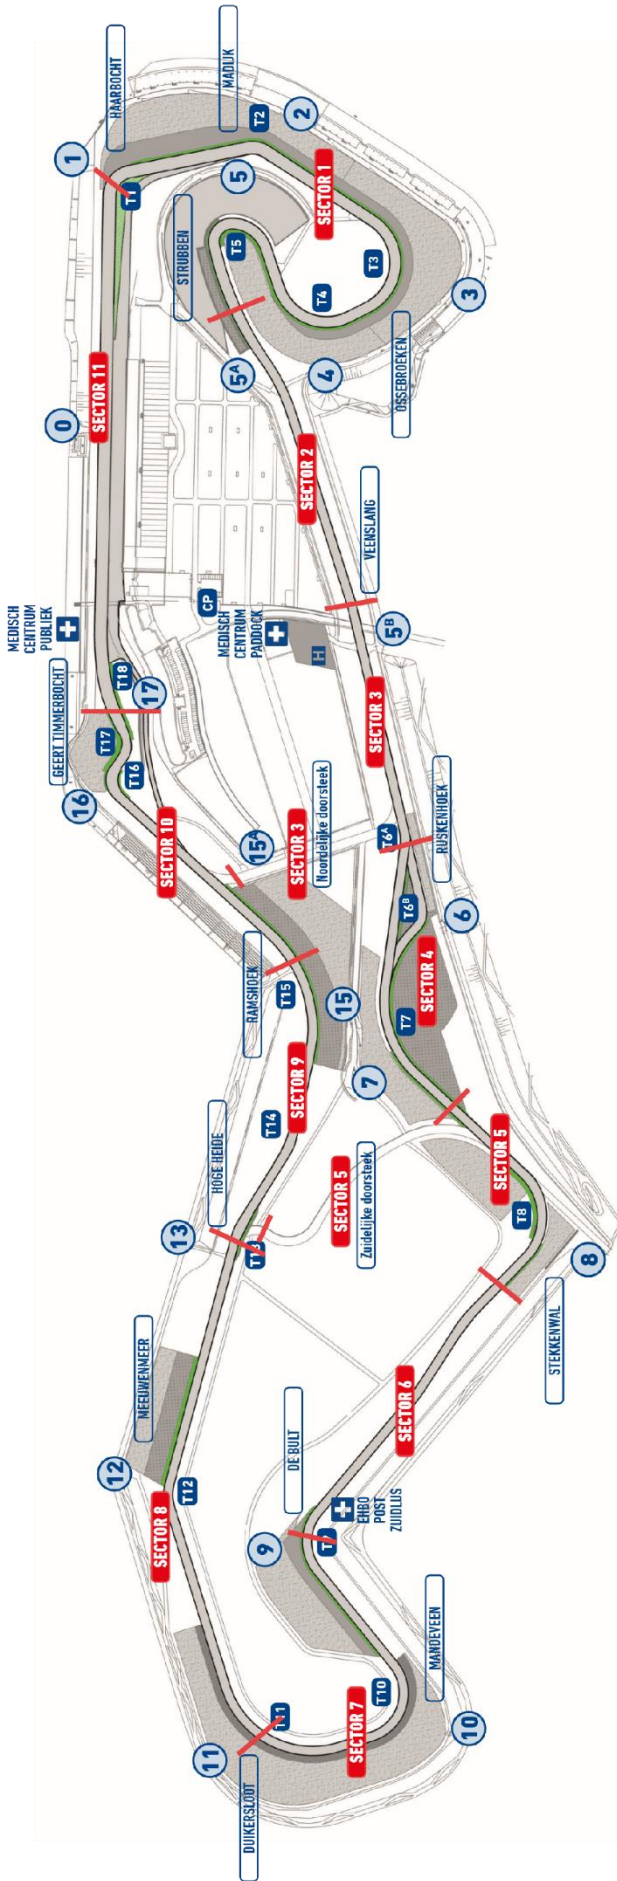 HAARBOCHT
MADIJK
1
T2
2
T1
5
STRUBBEN
SECTOR 1
T5
T4
T3
3
5A
4
OSSEBROEKEN
0
SECTOR 11
SECTOR 2
VEENSLANG
MEDISCH
CENTRUM
PUBLIEK
CP
MEDISCH
CENTRUM
PADDOCK
H
5B
GEERT TIMMERBOCHT
T18
17
T17
T16
16
SECTOR 3
SECTOR 10
15A
SECTOR 3
Noordelijke doorsteek
T6A
RUSKENHOEK
T6B
6
RAMSHOEK
T15
15
SECTOR 4
T7
7
SECTOR 9
T14
HOGE HEIDE
13
T13
SECTOR 5
Zuidelijke doorsteek
SECTOR 5
T8
8
STEKKENWAL
MEEUWENMEER
12
T12
SECTOR 8
SECTOR 6
DE BULT
9
T9
EHBO
POST
ZUIDLUS
MANDEVEEN
10
T10
SECTOR 7
T11
11
DUIKERSLOOT